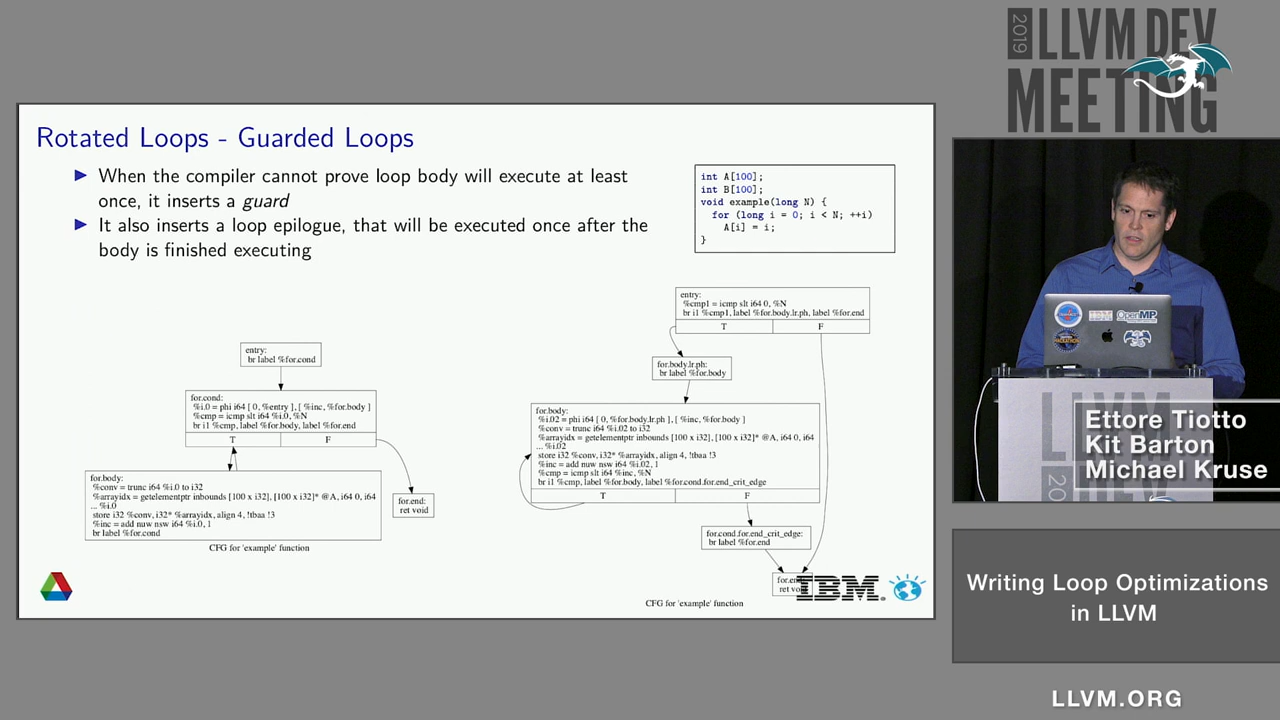 2019 LLVM DEV
MEETING
Rotated Loops - Guarded Loops
When the compiler cannot prove loop body will execute at least
once, it inserts a guard
It also inserts a loop epilogue, that will be executed once after the
body is finished executing
int A[100];
int B[100];
void example(long N) {
for (long i = 0; i < N; ++i)
A[i] = i;
}
entry:
br label %for.cond
for.cond:
%i.0 = phi i64 [ 0, %entry ], [ %inc, %for.body ]
%cmp = icmp slt i64 %i.0, %N
br i1 %cmp, label %for.body, label %for.end
T F
for.body:
%conv = trunc i64 %i.0 to i32
%arrayidx = getelementptr inbounds [100 x i32], [100 x i32]* @A, i64 0, i64
... %i.0
store i32 %conv, i32* %arrayidx, align 4, !tbaa !3
%inc = add nuw nsw i64 %i.0, 1
br label %for.cond
for.end:
ret void
CFG for 'example' function
entry:
%cmp1 = icmp slt i64 0, %N
br i1 %cmp1, label %for.body.lr.ph, label %for.end
T F
for.body.lr.ph:
br label %for.body
for.body:
%i.02 = phi i64 [ 0, %for.body.lr.ph ], [ %inc, %for.body ]
%conv = trunc i64 %i.02 to i32
%arrayidx = getelementptr inbounds [100 x i32], [100 x i32]* @A, i64 0, i64
... %i.02
store i32 %conv, i32* %arrayidx, align 4, !tbaa !3
%inc = add nuw nsw i64 %i.02, 1
%cmp = icmp slt i64 %inc, %N
br i1 %cmp, label %for.body, label %for.cond.for.end_crit_edge
T F
for.cond.for.end_crit_edge:
br label %for.end
ret
CFG for 'example' function
IBM
OpenMP
Ettore Tiotto
Kit Barton
Michael Kruse
Writing Loop Optimizations
in LLVM
LLVM.ORG